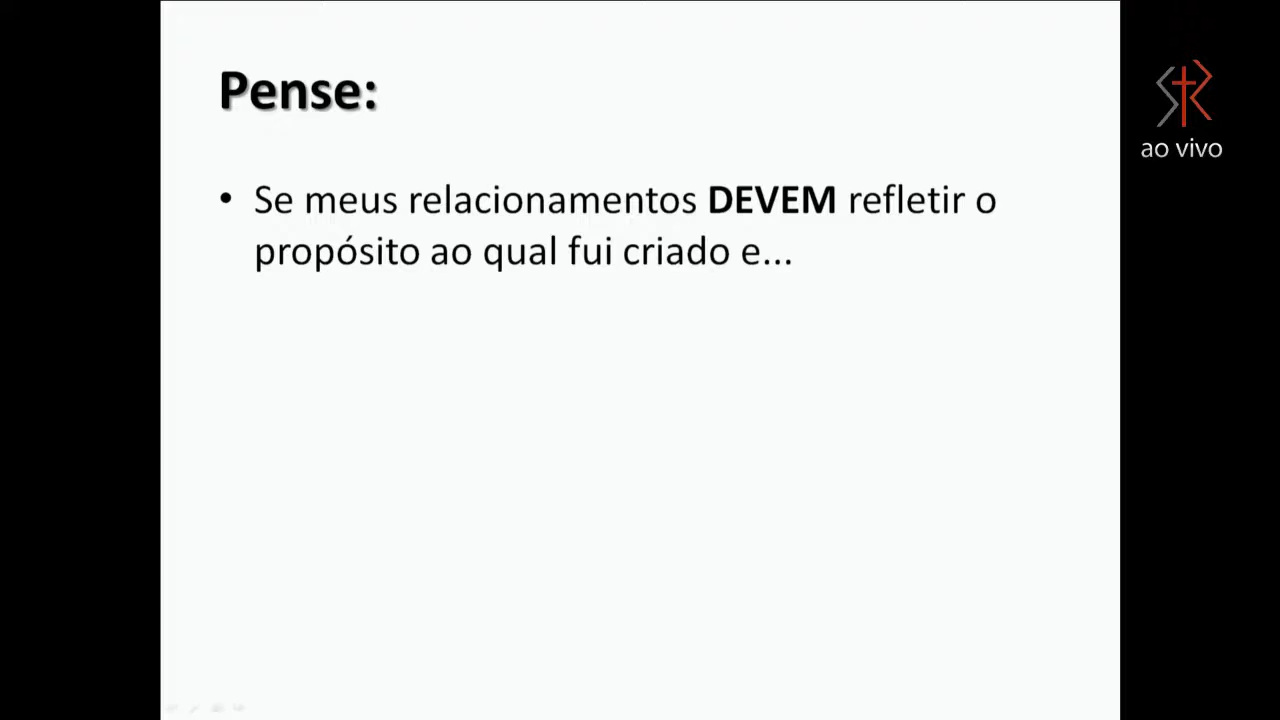 Pense:
• Se meus relacionamentos DEVEM refletir o
propósito ao qual fui criado e...
ao vivo